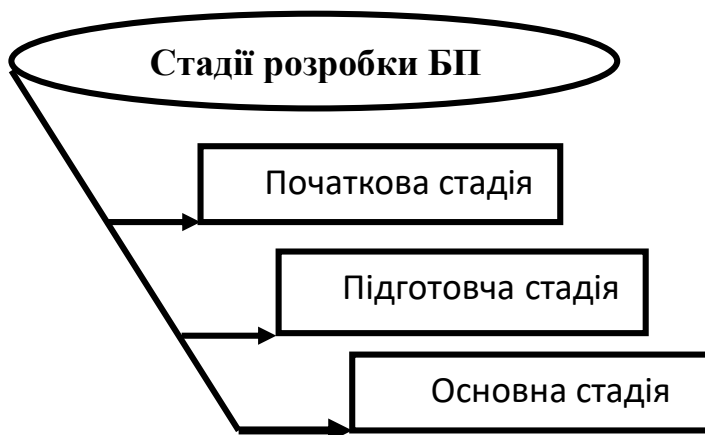 Стадії розробки БП
Початкова стадія
Підготовча стадія
Основна стадія